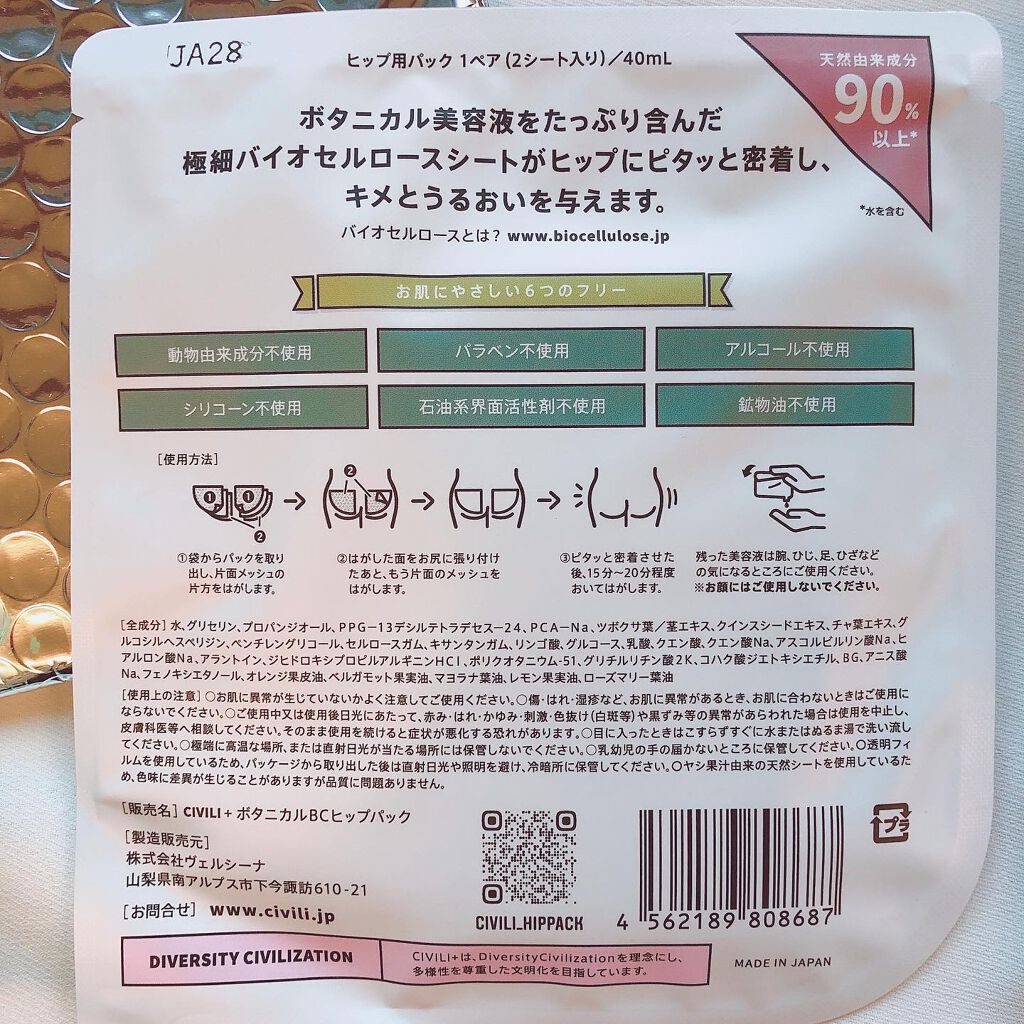 JA28
ヒップ用パック 1ペア(2シート入り)/40mL
天然由来成分
90%
以上*
*水を含む
ボタニカル美容液をたっぷり含んだ
極細バイオセルロースシートがヒップにピタッと密着し、
キメとうるおいを与えます。
バイオセルロースとは? www.biocellulose.jp
お肌にやさしい6つのフリー
動物由来成分不使用 パラベン不使用 アルコール不使用
シリコーン不使用 石油系界面活性剤不使用 鉱物油不使用
[使用方法]
1 1 2
2
①袋からパックを取り
出し、片面メッシュの
片方をはがします。
②はがした面をお尻に張り付け
たあと、もう片面のメッシュを
はがします。
③ピタッと密着させた
後、15分〜20分程度
おいてはがします。
残った美容液は腕、ひじ、足、ひざなど
の気になるところにご使用ください。
※お顔にはご使用しないでください。
[全成分] 水、グリセリン、プロパンジオール、PPG-13デシルテトラデセス-24、PCA-Na、ツボクサ葉/茎エキス、クインスシードエキス、チャ葉エキス、グ
ルコシルヘスペリジン、ペンチレングリコール、セルロースガム、キサンタンガム、リンゴ酸、グルコース、乳酸、クエン酸、クエン酸Na、アスコルビルリン酸Na、ヒ
アルロン酸Na、アラントイン、ジヒドロキシプロピルアルギニンHCl、ポリクオタニウム-51、グリチルリチン酸2K、コハク酸ジエトキシエチル、BG、アニス酸
Na、フェノキシエタノール、オレンジ果皮油、ベルガモット果実油、マヨラナ葉油、レモン果実油、ローズマリー葉油
[使用上の注意] ○お肌に異常が生じていないかよく注意してご使用ください。○傷・はれ・湿疹など、お肌に異常があるとき、お肌に合わないときはご使用に
ならないでください。○ご使用中又は使用後日光にあたって、赤み・はれ・かゆみ・刺激・色抜け(白斑等)や黒ずみ等の異常があらわれた場合は使用を中止し、
皮膚科医等へ相談してください。そのまま使用を続けると症状が悪化する恐れがあります。○目に入ったときはこすらずすぐに水またはぬるま湯で洗い流し
てください。○極端に高温な場所、または直射日光が当たる場所には保管しないでください。○乳幼児の手の届かないところに保管してください。○透明フィ
ルムを使用しているため、パッケージから取り出した後は直射日光や照明を避け、冷暗所に保管してください。○ヤシ果汁由来の天然シートを使用しているた
め、色味に差異が生じることがありますが品質に問題ありません。
[販売名] CIVILI+ ボタニカルBCヒップパック
[製造販売元]
株式会社ヴェルシーナ
山梨県南アルプス市下今諏訪610-21
[お問合せ] www.civili.jp
CIVILI_HIPPACK
4 562189 808687
プラ
DIVERSITY CIVILIZATION
CIVILI+は、DiversityCivilizationを理念にし、
多様性を尊重した文明化を目指しています。
MADE IN JAPAN